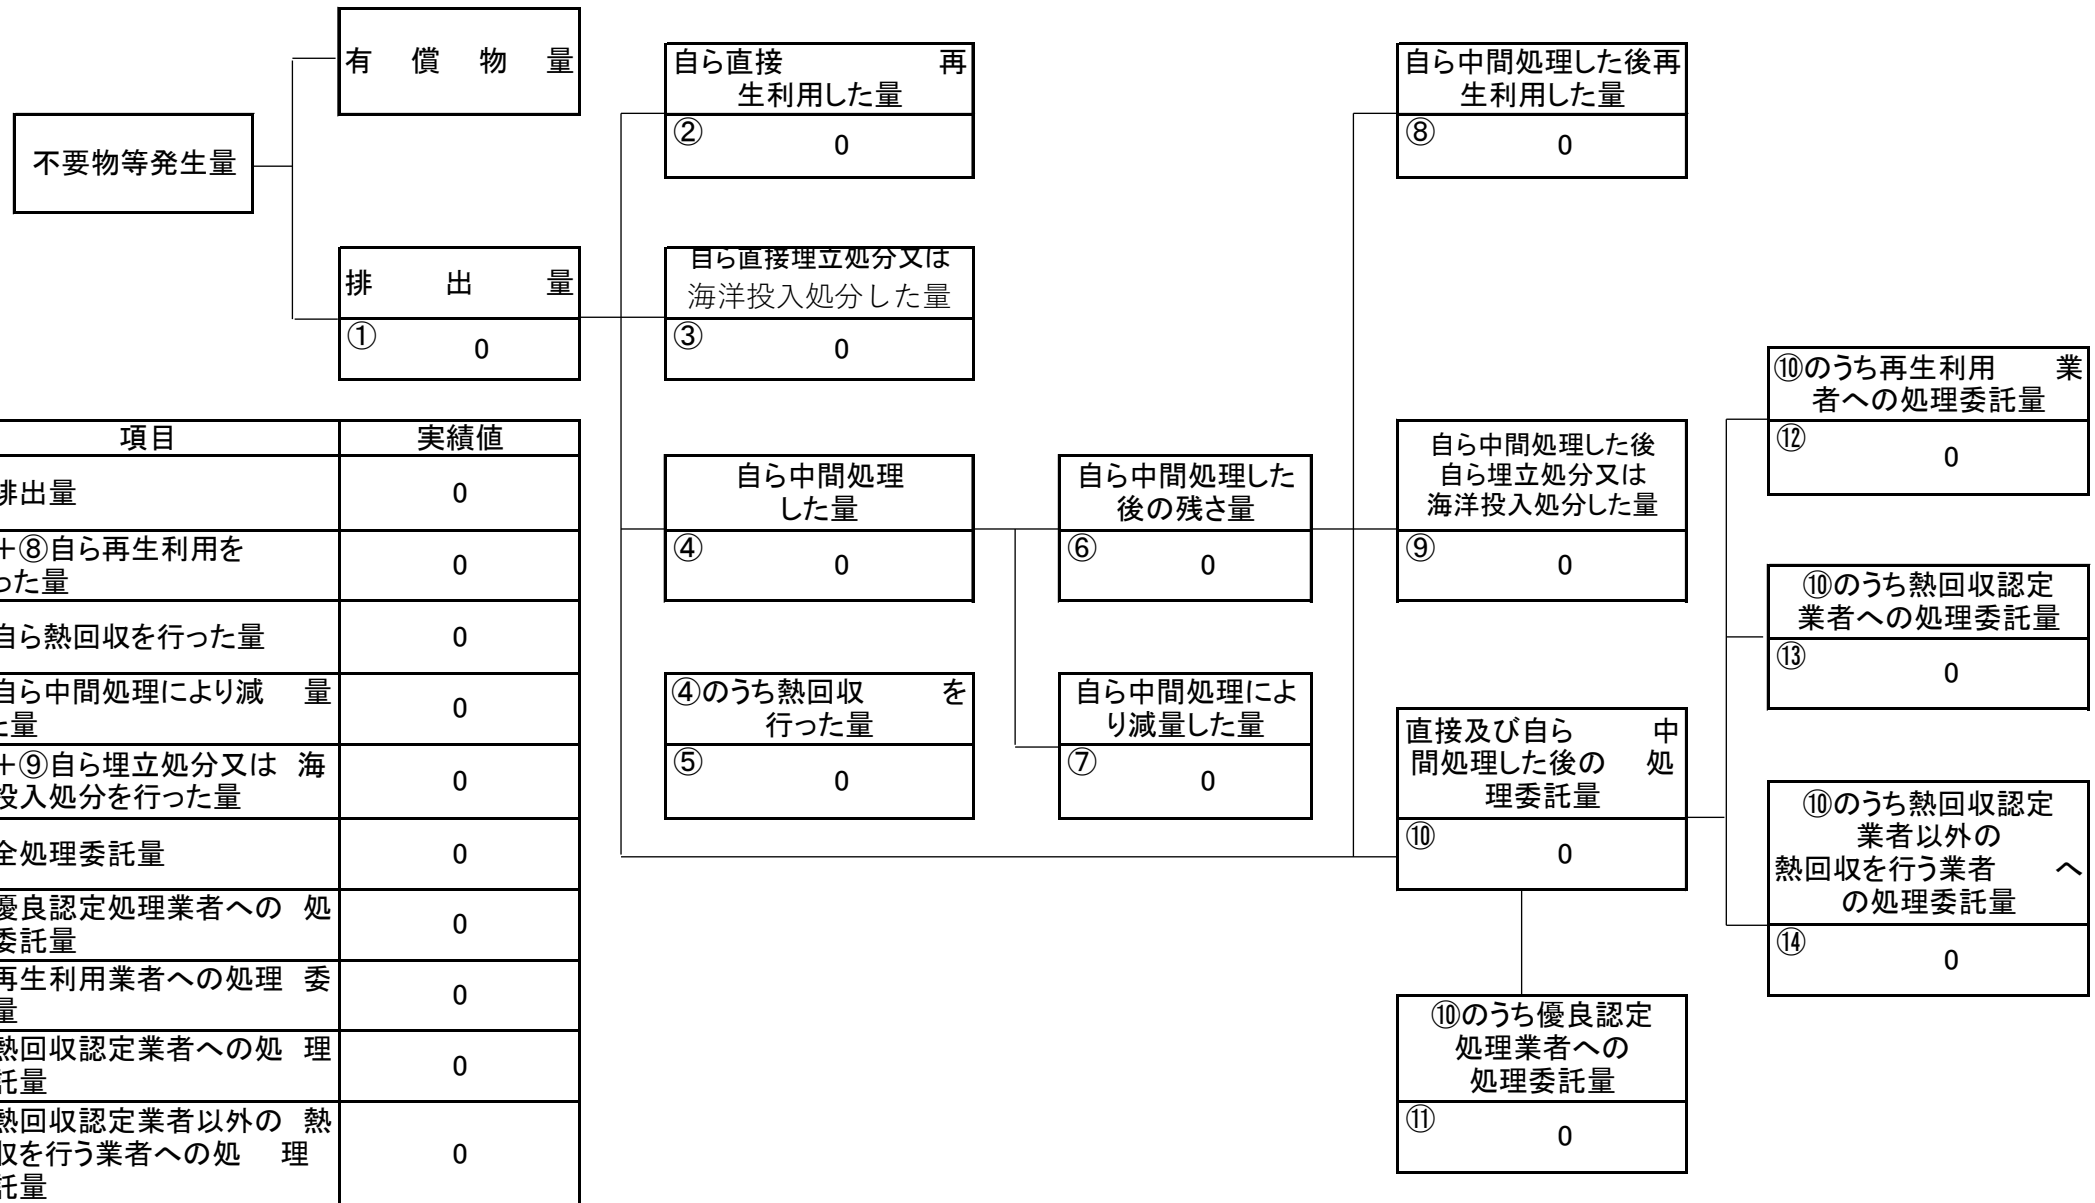 有 償 物 量
不要物等発生量
排 出 量
① 0
自ら直接 再
生利用した量
② 0
自ら直接埋立処分又は
海洋投入処分した量
③ 0
自ら中間処理
した量
④ 0
④のうち熱回収 を
行った量
⑤ 0
自ら中間処理した
後の残さ量
⑥ 0
自ら中間処理によ
り減量した量
⑦ 0
自ら中間処理した後再
生利用した量
⑧ 0
自ら中間処理した後
自ら埋立処分又は
海洋投入処分した量
⑨ 0
直接及び自ら 中
間処理した後の 処
理委託量
⑩ 0
⑩のうち優良認定
処理業者への
処理委託量
⑪ 0
⑩のうち再生利用 業
者への処理委託量
⑫ 0
⑩のうち熱回収認定
業者への処理委託量
⑬ 0
⑩のうち熱回収認定
業者以外の
熱回収を行う業者 へ
の処理委託量
⑭ 0
項目 実績値
排出量 0
+⑧自ら再生利用を
った量 0
自ら熱回収を行った量 0
自ら中間処理により減 量
た量 0
+⑨自ら埋立処分又は 海
投入処分を行った量 0
全処理委託量 0
優良認定処理業者への 処
委託量 0
再生利用業者への処理 委
量 0
熱回収認定業者への処 理
託量 0
熱回収認定業者以外の 熱
収を行う業者への処 理
託量 0